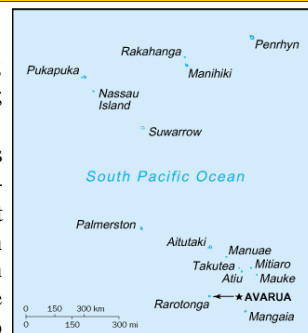 Penrhyn
Rakahanga
Manihiki
Pukapuka
Nassau
Island
Suwarrow
South Pacific Ocean
Palmerston
Aitutaki
Manuae
Takutea
Mitiaro
Atiu
Mauke
Rarotonga
AVARUA
Mangaia
0 150 300 km
0 150 300 mi